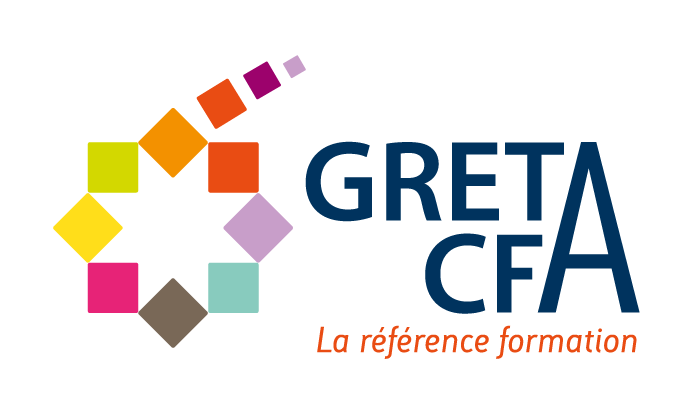 GRETA
CFA
La référence formation